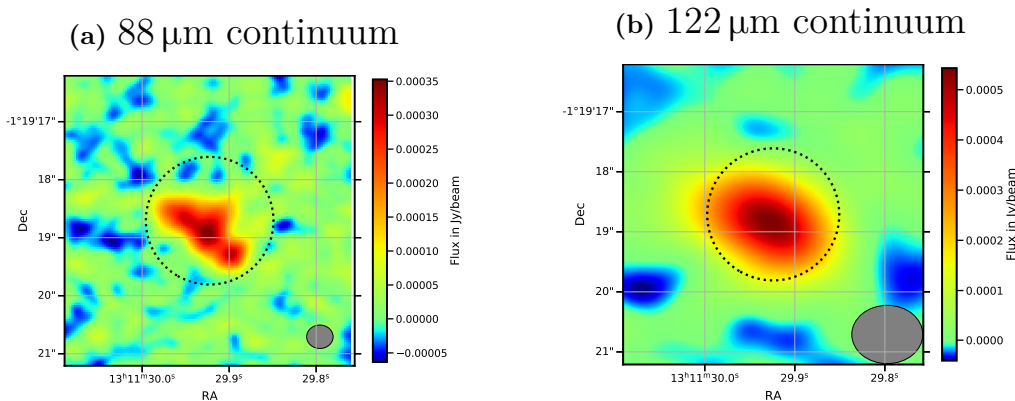 (a) 88 μm continuum
-1°19'17"
18"
19"
20"
21"
Dec
13ʰ11ᵐ30.0ˢ
29.9ˢ
29.8ˢ
RA
0.00035
0.00030
0.00025
0.00020
0.00015
0.00010
0.00005
0.00000
−0.00005
Flux in Jy/beam
(b) 122 μm continuum
-1°19'17"
18"
19"
20"
21"
Dec
13ʰ11ᵐ30.0ˢ
29.9ˢ
29.8ˢ
RA
0.0005
0.0004
0.0003
0.0002
0.0001
0.0000
Flux in Jy/beam